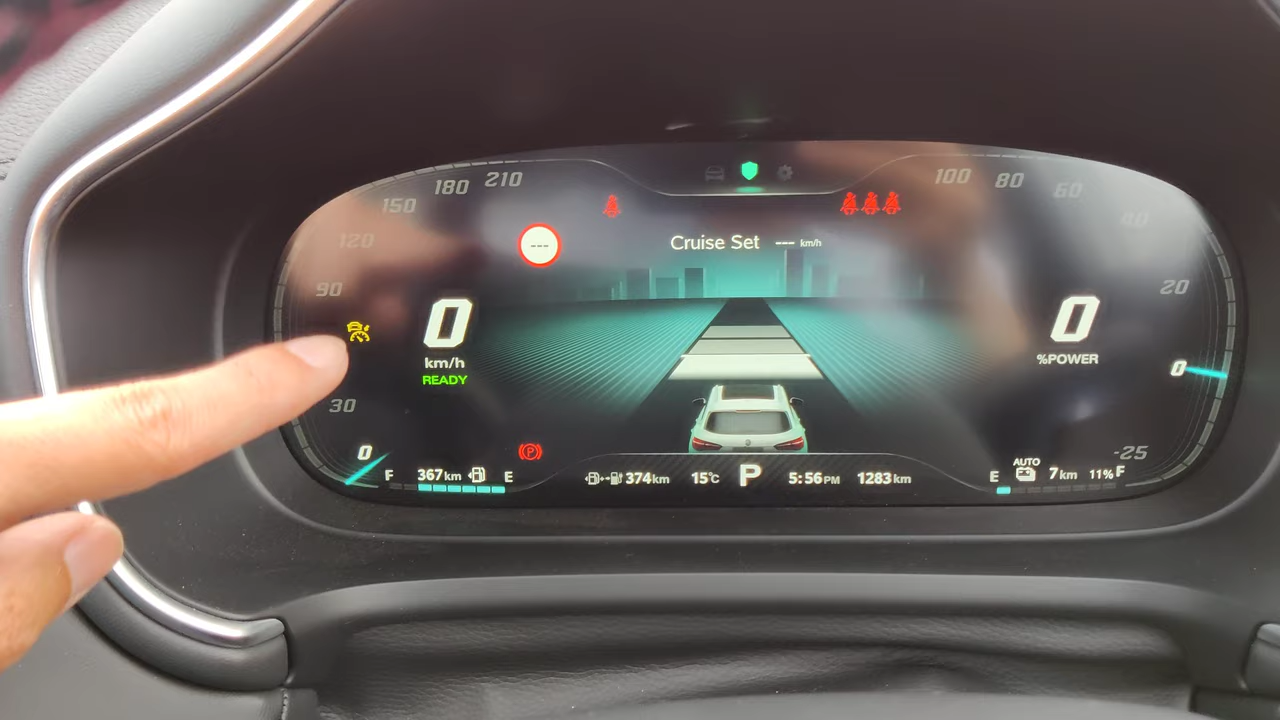 180 210
150
120
90
30
0
0
km/h
READY
---
Cruise Set --- km/h
100 80 60
40
20
0
-25
0
%POWER
P
F 367km E
374km 15℃ P 5:56PM 1283km
AUTO
E 7km 11% F